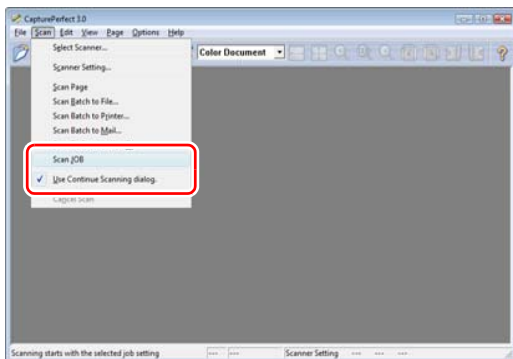 CapturePerfect 3.0
File Scan Edit View Page Options Help
Color Document
Select Scanner...
Scanner Setting...
Scan Page
Scan Batch to File...
Scan Batch to Printer...
Scan Batch to Mail...
Scan JOB
Use Continue Scanning dialog.
Cancel Scan
Scanning starts with the selected job setting --- --- Scanner Setting --- --- ---